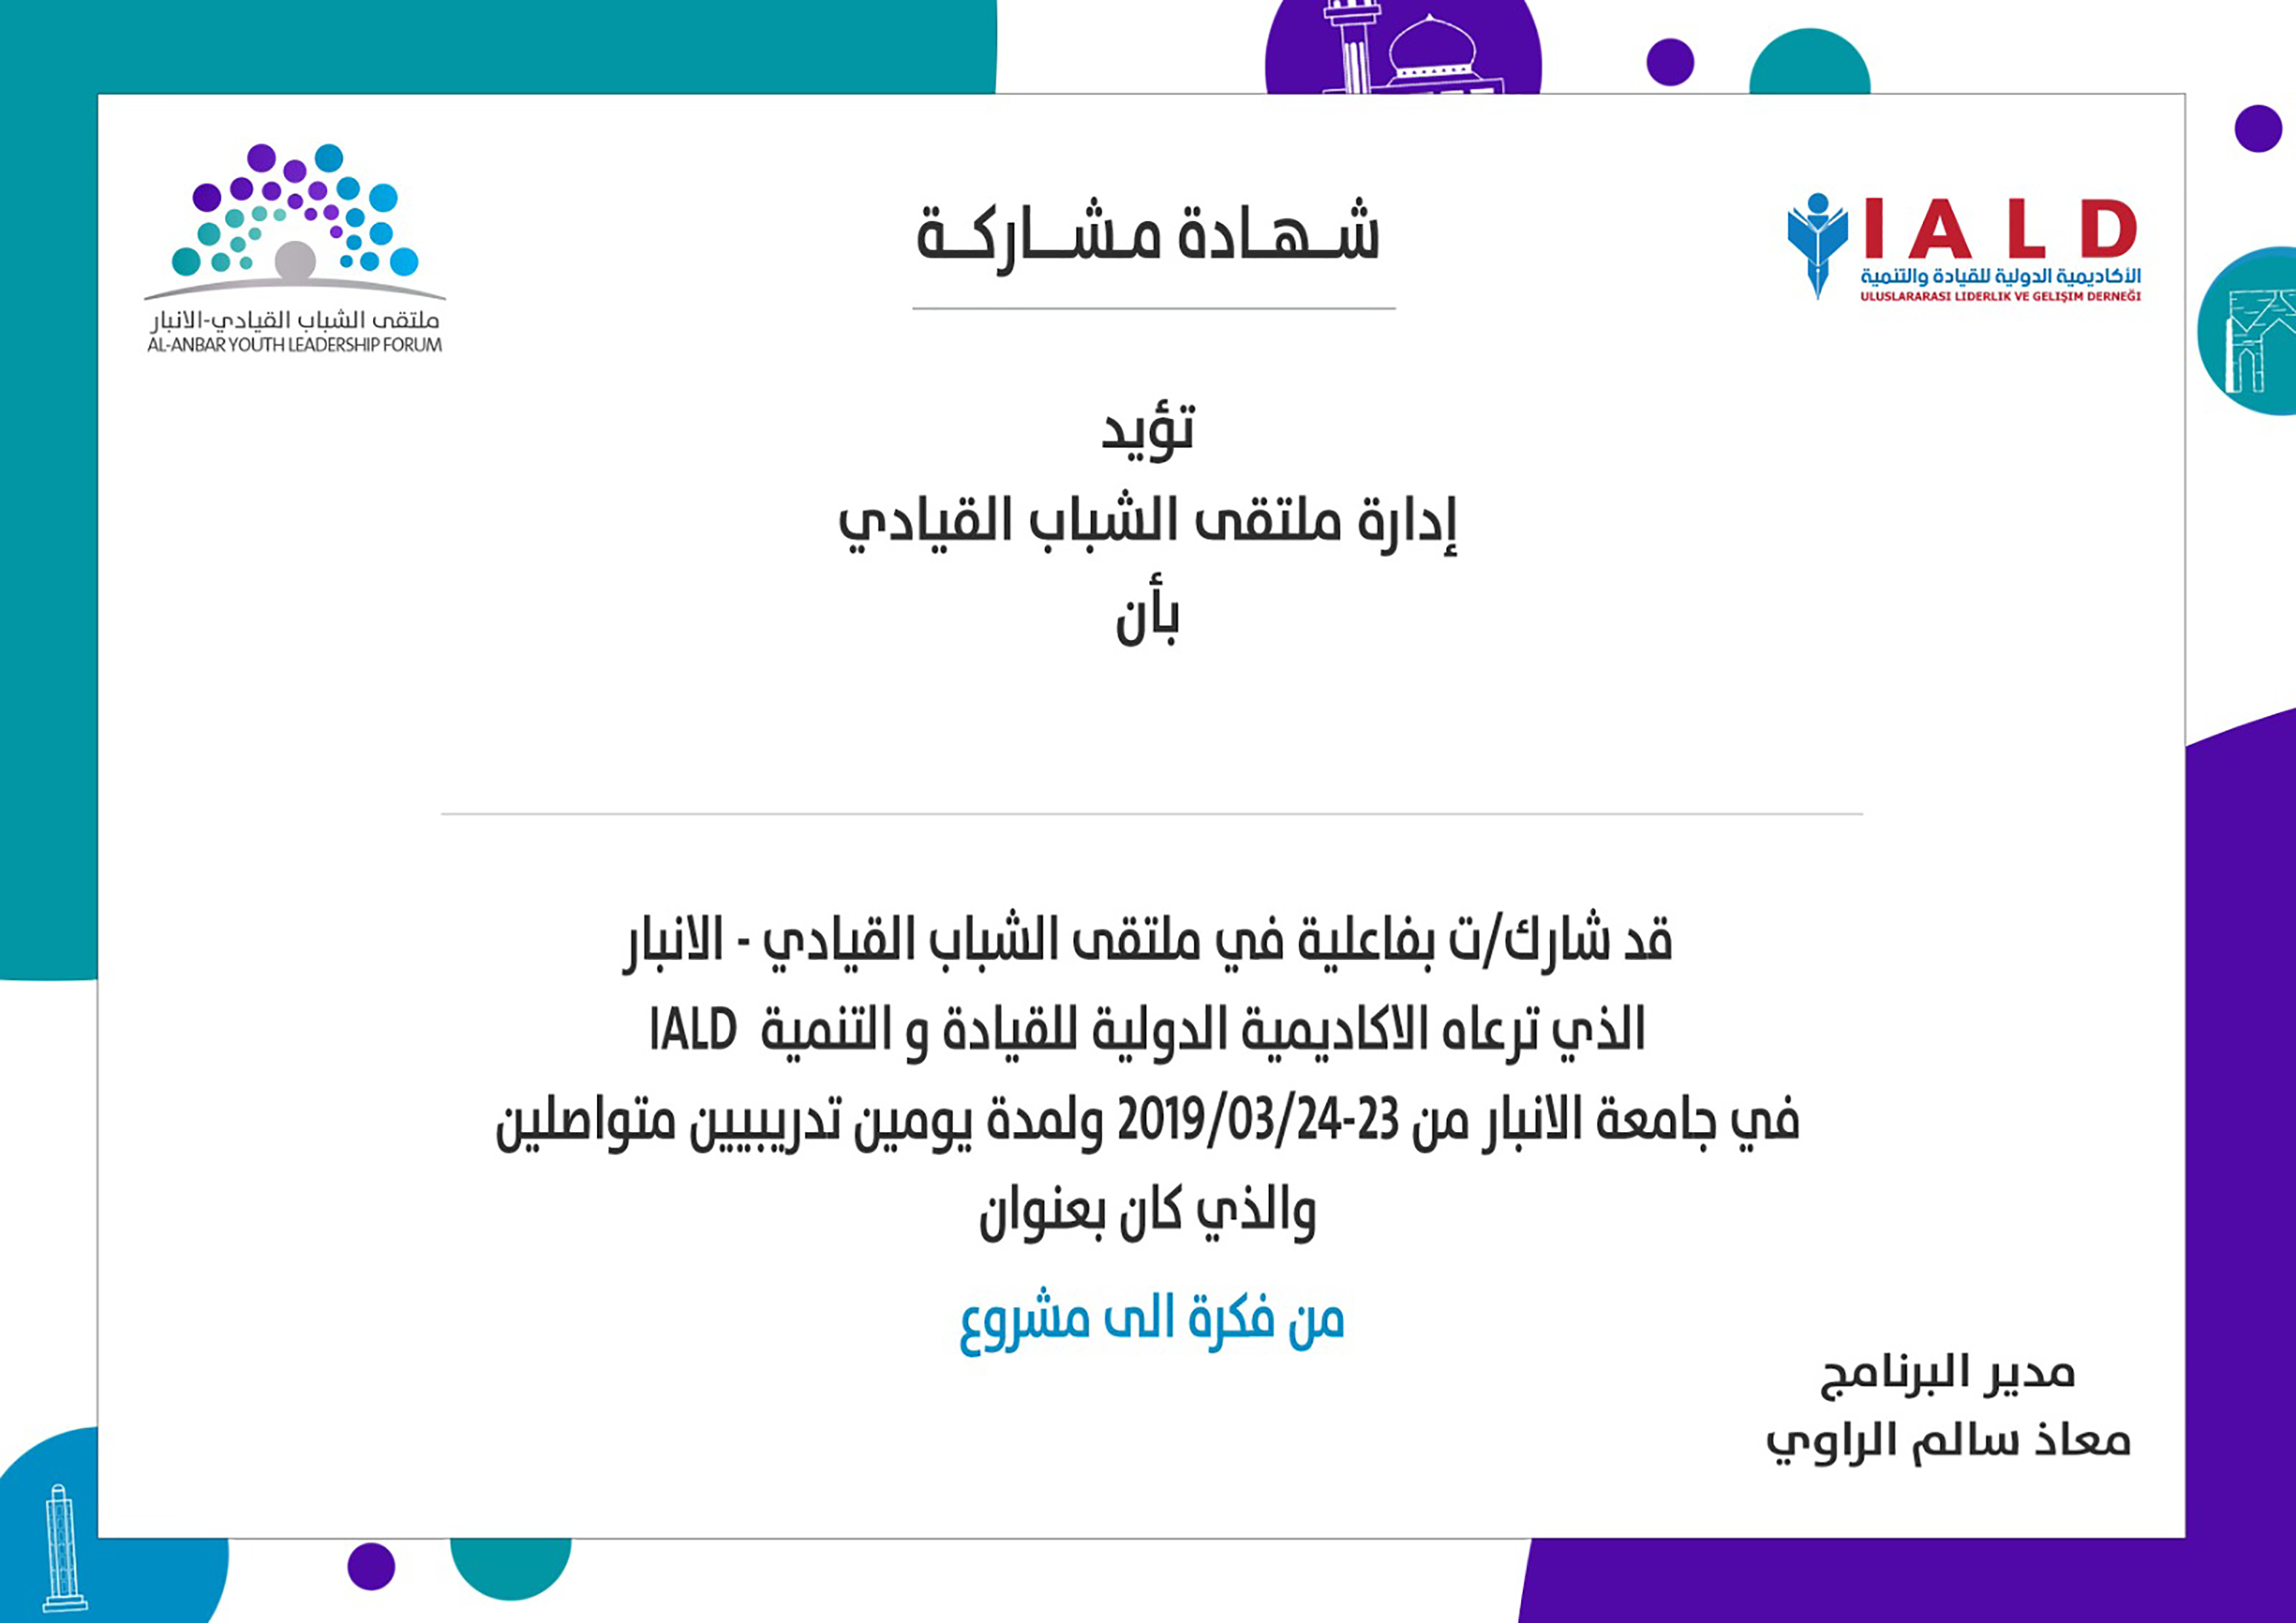 شهادة مشاركة
IALD
الأكاديمية الدولية للقيادة والتنمية
ULUSLARARASI LIDERLIK VE GELIŞIM DERNEĞI
ملتقى الشباب القيادي-الانبار
AL-ANBAR YOUTH LEADERSHIP FORUM
تؤيد
إدارة ملتقى الشباب القيادي
بأن
قد شارك/ت بفاعلية في ملتقى الشباب القيادي - الانبار
الذي ترعاه الاكاديمية الدولية للقيادة و التنمية IALD
في جامعة الانبار من 23-2019/03/24 ولمدة يومين تدريبيين متواصلين
والذي كان بعنوان
من فكرة الى مشروع
مدير البرنامج
معاذ سالم الراوي